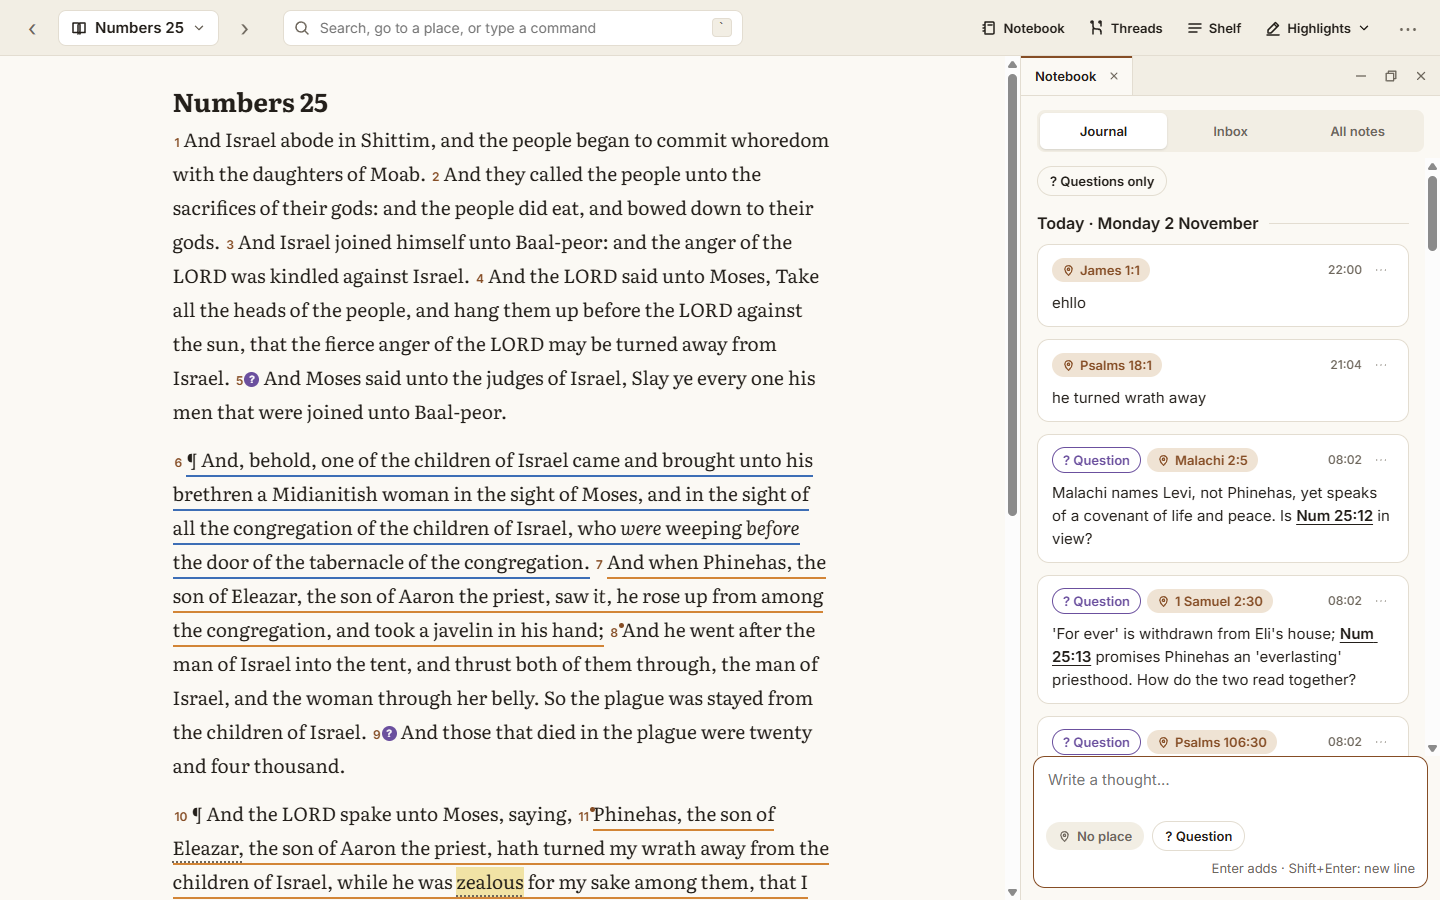 Numbers 25
Search, go to a place, or type a command
`
Notebook
Threads
Shelf
Highlights
Numbers 25
1 And Israel abode in Shittim, and the people began to commit whoredom
with the daughters of Moab. 2 And they called the people unto the
sacrifices of their gods: and the people did eat, and bowed down to their
gods. 3 And Israel joined himself unto Baal-peor: and the anger of the
LORD was kindled against Israel. 4 And the LORD said unto Moses, Take
all the heads of the people, and hang them up before the LORD against
the sun, that the fierce anger of the LORD may be turned away from
Israel. 5 ? And Moses said unto the judges of Israel, Slay ye every one his
men that were joined unto Baal-peor.
6 ¶ And, behold, one of the children of Israel came and brought unto his
brethren a Midianitish woman in the sight of Moses, and in the sight of
all the congregation of the children of Israel, who were weeping before
the door of the tabernacle of the congregation. 7 And when Phinehas, the
son of Eleazar, the son of Aaron the priest, saw it, he rose up from among
the congregation, and took a javelin in his hand; 8 And he went after the
man of Israel into the tent, and thrust both of them through, the man of
Israel, and the woman through her belly. So the plague was stayed from
the children of Israel. 9 ? And those that died in the plague were twenty
and four thousand.
10 ¶ And the LORD spake unto Moses, saying, 11 Phinehas, the son of
Eleazar, the son of Aaron the priest, hath turned my wrath away from the
children of Israel, while he was zealous for my sake among them, that I
Notebook
Journal
Inbox
All notes
? Questions only
Today · Monday 2 November
James 1:1
22:00
ehllo
Psalms 18:1
21:04
he turned wrath away
? Question
Malachi 2:5
08:02
Malachi names Levi, not Phinehas, yet speaks
of a covenant of life and peace. Is Num 25:12 in
view?
? Question
1 Samuel 2:30
08:02
'For ever' is withdrawn from Eli's house; Num
25:13 promises Phinehas an 'everlasting'
priesthood. How do the two read together?
? Question
Psalms 106:30
08:02
Write a thought...
No place
? Question
Enter adds · Shift+Enter: new line